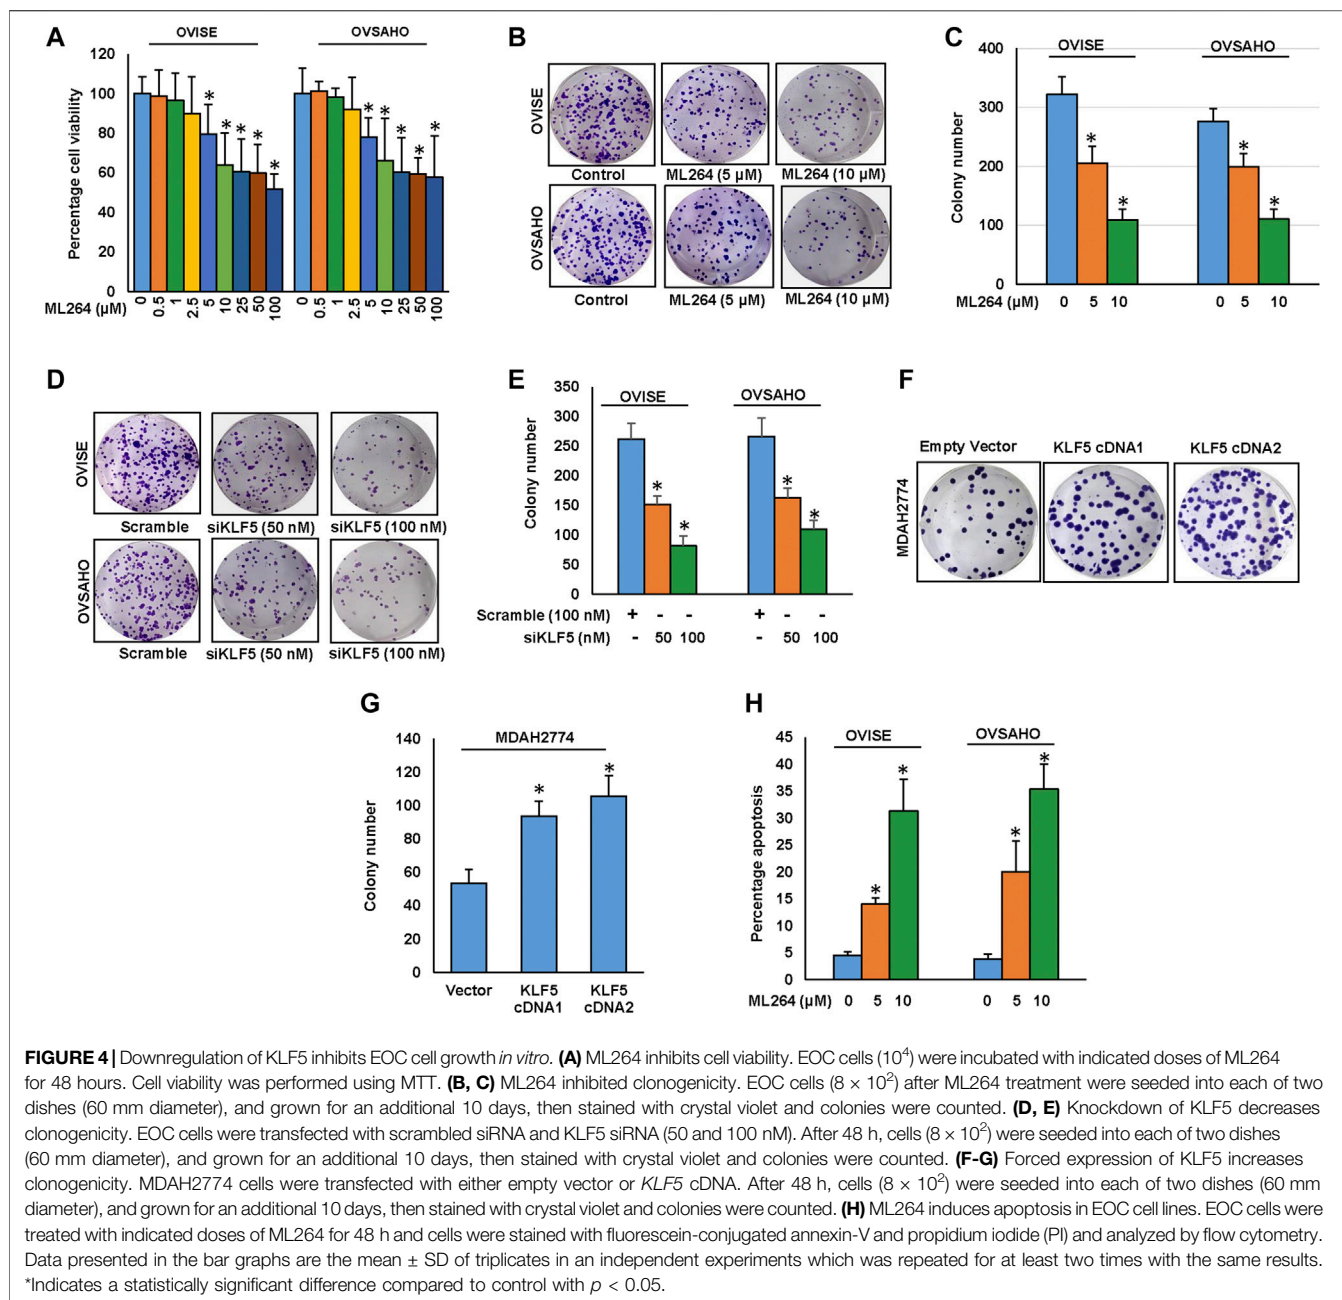 A
OVISE
OVSAHO
Percentage cell viability
120
100
80
60
40
20
0
* * * * *
* * * * *
ML264 (µM)
0 0.5 1 2.5 5 10 25 50 100
0 0.5 1 2.5 5 10 25 50 100
B
OVISE
Control
ML264 (5 µM)
ML264 (10 µM)
OVSAHO
Control
ML264 (5 µM)
ML264 (10 µM)
C
OVISE
OVSAHO
Colony number
400
300
200
100
0
* *
* *
ML264 (µM) 0 5 10 0 5 10
D
OVISE
Scramble
siKLF5 (50 nM)
siKLF5 (100 nM)
OVSAHO
Scramble
siKLF5 (50 nM)
siKLF5 (100 nM)
E
OVISE
OVSAHO
Colony number
350
300
250
200
150
100
50
0
* *
* *
Scramble (100 nM) + - - + - -
siKLF5 (nM) - 50 100 - 50 100
F
Empty Vector
KLF5 cDNA1
KLF5 cDNA2
MDAH2774
G
MDAH2774
Colony number
140
120
100
80
60
40
20
0
* *
Vector
KLF5 cDNA1
KLF5 cDNA2
H
OVISE
OVSAHO
Percentage apoptosis
45
40
35
30
25
20
15
10
5
0
* *
* *
ML264 (µM) 0 5 10 0 5 10
FIGURE 4 | Downregulation of KLF5 inhibits EOC cell growth in vitro. (A) ML264 inhibits cell viability. EOC cells (10⁴) were incubated with indicated doses of ML264
for 48 hours. Cell viability was performed using MTT. (B, C) ML264 inhibited clonogenicity. EOC cells (8 × 10²) after ML264 treatment were seeded into each of two
dishes (60 mm diameter), and grown for an additional 10 days, then stained with crystal violet and colonies were counted. (D, E) Knockdown of KLF5 decreases
clonogenicity. EOC cells were transfected with scrambled siRNA and KLF5 siRNA (50 and 100 nM). After 48 h, cells (8 × 10²) were seeded into each of two dishes
(60 mm diameter), and grown for an additional 10 days, then stained with crystal violet and colonies were counted. (F-G) Forced expression of KLF5 increases
clonogenicity. MDAH2774 cells were transfected with either empty vector or KLF5 cDNA. After 48 h, cells (8 × 10²) were seeded into each of two dishes (60 mm
diameter), and grown for an additional 10 days, then stained with crystal violet and colonies were counted. (H) ML264 induces apoptosis in EOC cell lines. EOC cells were
treated with indicated doses of ML264 for 48 h and cells were stained with fluorescein-conjugated annexin-V and propidium iodide (PI) and analyzed by flow cytometry.
Data presented in the bar graphs are the mean ± SD of triplicates in an independent experiments which was repeated for at least two times with the same results.
*Indicates a statistically significant difference compared to control with p < 0.05.